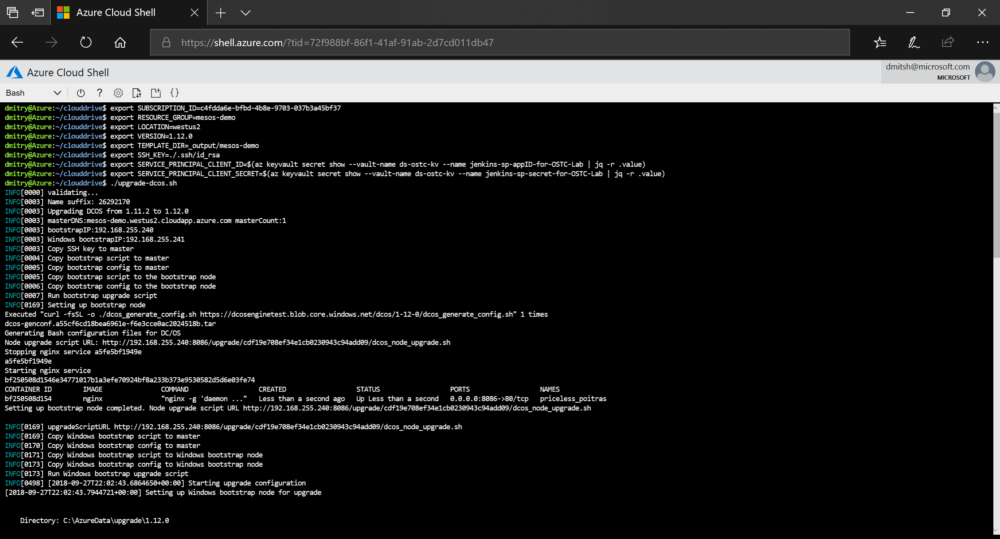 Azure Cloud Shell
https://shell.azure.com/?tid=72f988bf-86f1-41af-91ab-2d7cd011db47
Azure Cloud Shell
dmitsh@microsoft.com
MICROSOFT
Bash
dmitry@Azure:~/clouddrive$ export SUBSCRIPTION_ID=c4fdda6e-bfbd-4b8e-9703-037b3a45bf37
dmitry@Azure:~/clouddrive$ export RESOURCE_GROUP=mesos-demo
dmitry@Azure:~/clouddrive$ export LOCATION=westus2
dmitry@Azure:~/clouddrive$ export VERSION=1.12.0
dmitry@Azure:~/clouddrive$ export TEMPLATE_DIR=_output/mesos-demo
dmitry@Azure:~/clouddrive$ export SSH_KEY=./.ssh/id_rsa
dmitry@Azure:~/clouddrive$ export SERVICE_PRINCIPAL_CLIENT_ID=$(az keyvault secret show --vault-name ds-ostc-kv --name jenkins-sp-appID-for-OSTC-Lab | jq -r .value)
dmitry@Azure:~/clouddrive$ export SERVICE_PRINCIPAL_CLIENT_SECRET=$(az keyvault secret show --vault-name ds-ostc-kv --name jenkins-sp-secret-for-OSTC-Lab | jq -r .value)
dmitry@Azure:~/clouddrive$ ./upgrade-dcos.sh
INFO[0000] validating...
INFO[0003] Name suffix: 26292170
INFO[0003] Upgrading DCOS from 1.11.2 to 1.12.0
INFO[0003] masterDNS:mesos-demo.westus2.cloudapp.azure.com masterCount:1
INFO[0003] bootstrapIP:192.168.255.240
INFO[0003] Windows bootstrapIP:192.168.255.241
INFO[0003] Copy SSH key to master
INFO[0004] Copy bootstrap script to master
INFO[0005] Copy bootstrap config to master
INFO[0005] Copy bootstrap script to the bootstrap node
INFO[0006] Copy bootstrap config to the bootstrap node
INFO[0007] Run bootstrap upgrade script
INFO[0169] Setting up bootstrap node
Executed "curl -fsSL -o ./dcos_generate_config.sh https://dcosenginetest.blob.core.windows.net/dcos/1-12-0/dcos_generate_config.sh" 1 times
dcos-genconf.a55cf6cd18bea6961e-f6e3cce0ac2024518b.tar
Generating Bash configuration files for DC/OS
Node upgrade script URL: http://192.168.255.240:8086/upgrade/cdf19e708ef34e1cb0230943c94add09/dcos_node_upgrade.sh
Stopping nginx service a5fe5bf1949e
a5fe5bf1949e
Starting nginx service
bf250508d1546e34771017b1a3efe70924bf8a233b373e9530582d5d6e03fe74
CONTAINER ID IMAGE COMMAND CREATED STATUS PORTS NAMES
bf250508d154 nginx "nginx -g 'daemon ..." Less than a second ago Up Less than a second 0.0.0.0:8086->80/tcp priceless_poitras
Setting up bootstrap node completed. Node upgrade script URL http://192.168.255.240:8086/upgrade/cdf19e708ef34e1cb0230943c94add09/dcos_node_upgrade.sh
INFO[0169] upgradeScriptURL http://192.168.255.240:8086/upgrade/cdf19e708ef34e1cb0230943c94add09/dcos_node_upgrade.sh
INFO[0169] Copy Windows bootstrap script to master
INFO[0170] Copy Windows bootstrap config to master
INFO[0171] Copy Windows bootstrap script to Windows bootstrap node
INFO[0173] Copy Windows bootstrap config to Windows bootstrap node
INFO[0173] Run Windows bootstrap upgrade script
INFO[0498] [2018-09-27T22:02:43.6864650+00:00] Starting upgrade configuration
[2018-09-27T22:02:43.7944721+00:00] Setting up Windows bootstrap node for upgrade
Directory: C:\AzureData\upgrade\1.12.0